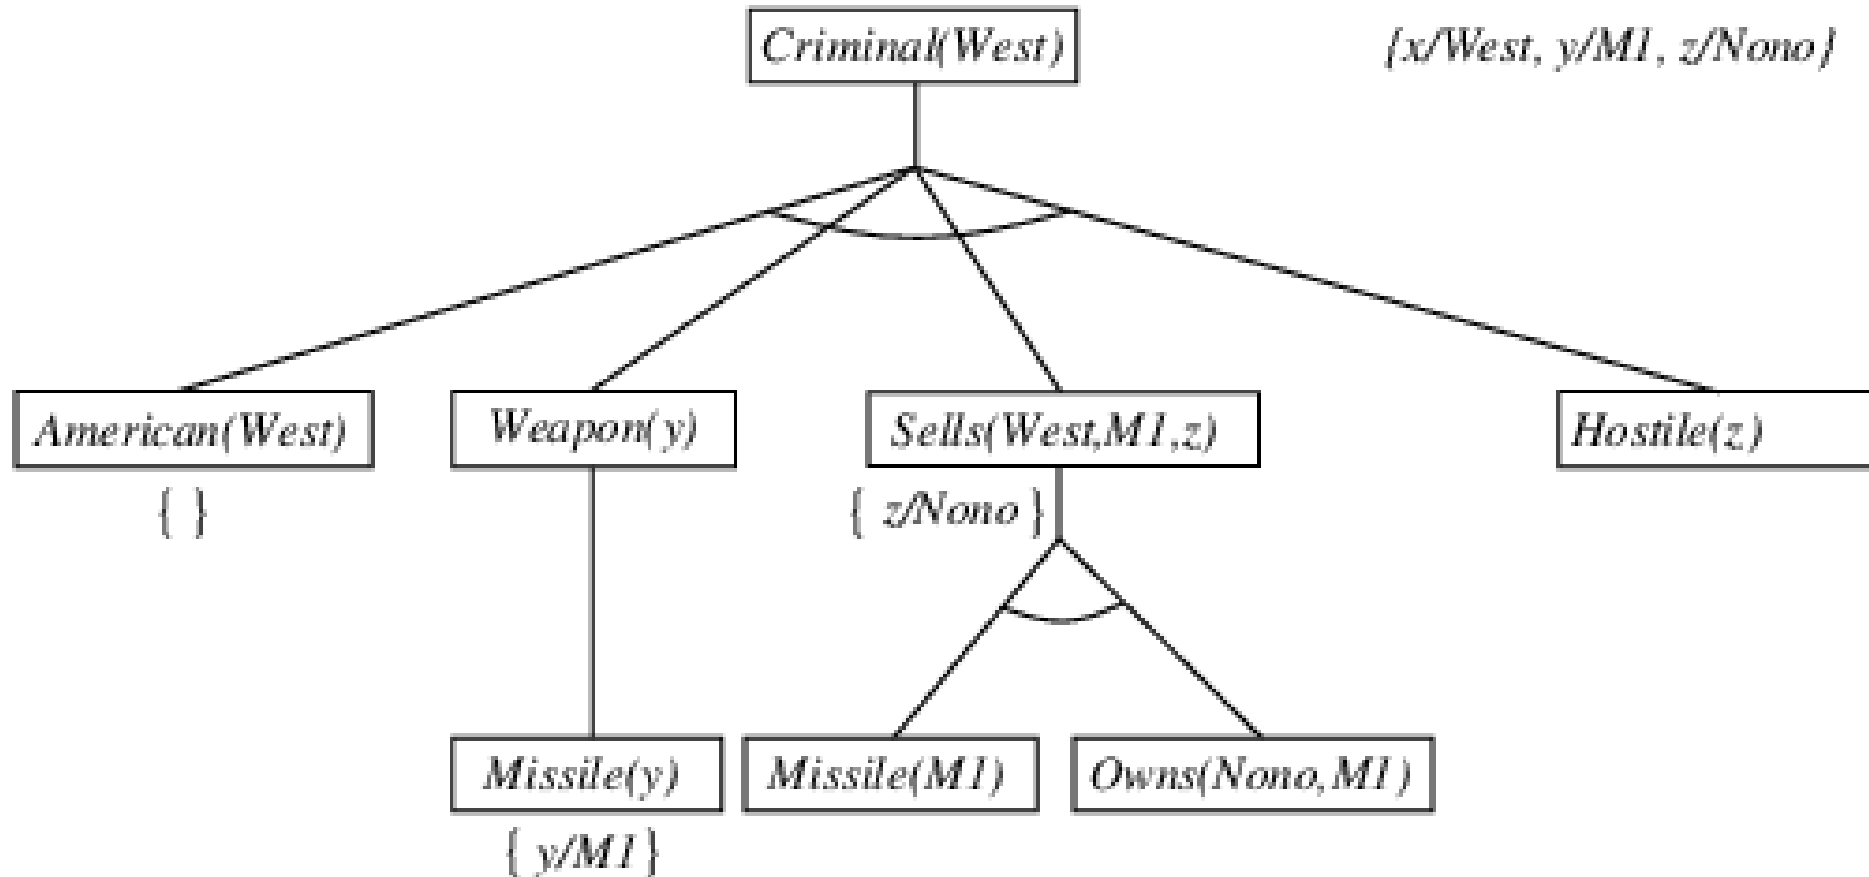 Criminal(West)
{x/West, y/M1, z/Nono}
American(West)
Weapon(y)
Sells(West,M1,z)
Hostile(z)
{ }
{ z/Nono }
Missile(y)
Missile(M1)
Owns(Nono,M1)
{ y/M1 }